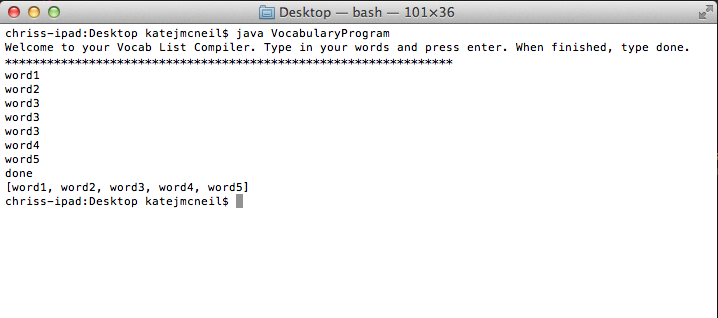 Desktop — bash — 101×36
chriss-ipad:Desktop katejmcneil$ java VocabularyProgram
Welcome to your Vocab List Compiler. Type in your words and press enter. When finished, type done.
****************************************************************
word1
word2
word3
word3
word3
word4
word5
done
[word1, word2, word3, word4, word5]
chriss-ipad:Desktop katejmcneil$